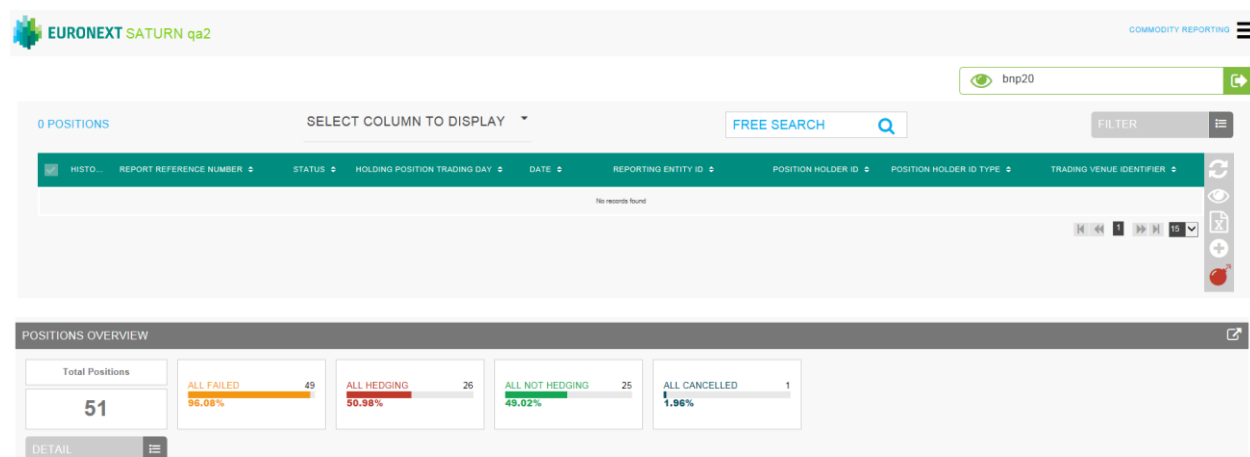 EURONEXT SATURN qa2
COMMODITY REPORTING
bnp20
0 POSITIONS
SELECT COLUMN TO DISPLAY
FREE SEARCH
FILTER
HISTO... REPORT REFERENCE NUMBER STATUS HOLDING POSITION TRADING DAY DATE REPORTING ENTITY ID POSITION HOLDER ID POSITION HOLDER ID TYPE TRADING VENUE IDENTIFIER
No records found
1 15
POSITIONS OVERVIEW
Total Positions
51
ALL FAILED 49
96.08%
ALL HEDGING 26
50.98%
ALL NOT HEDGING 25
49.02%
ALL CANCELLED 1
1.96%
DETAIL